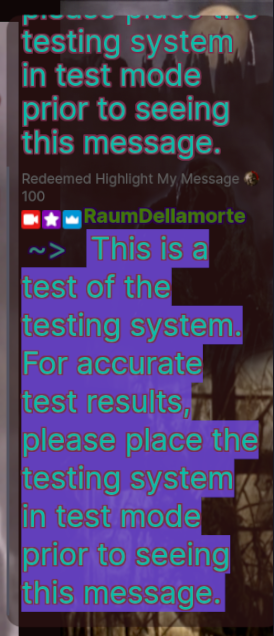 please place the
testing system
in test mode
prior to seeing
this message.
Redeemed Highlight My Message
100
RaumDellamorte
~> This is a
test of the
testing system.
For accurate
test results,
please place the
testing system
in test mode
prior to seeing
this message.